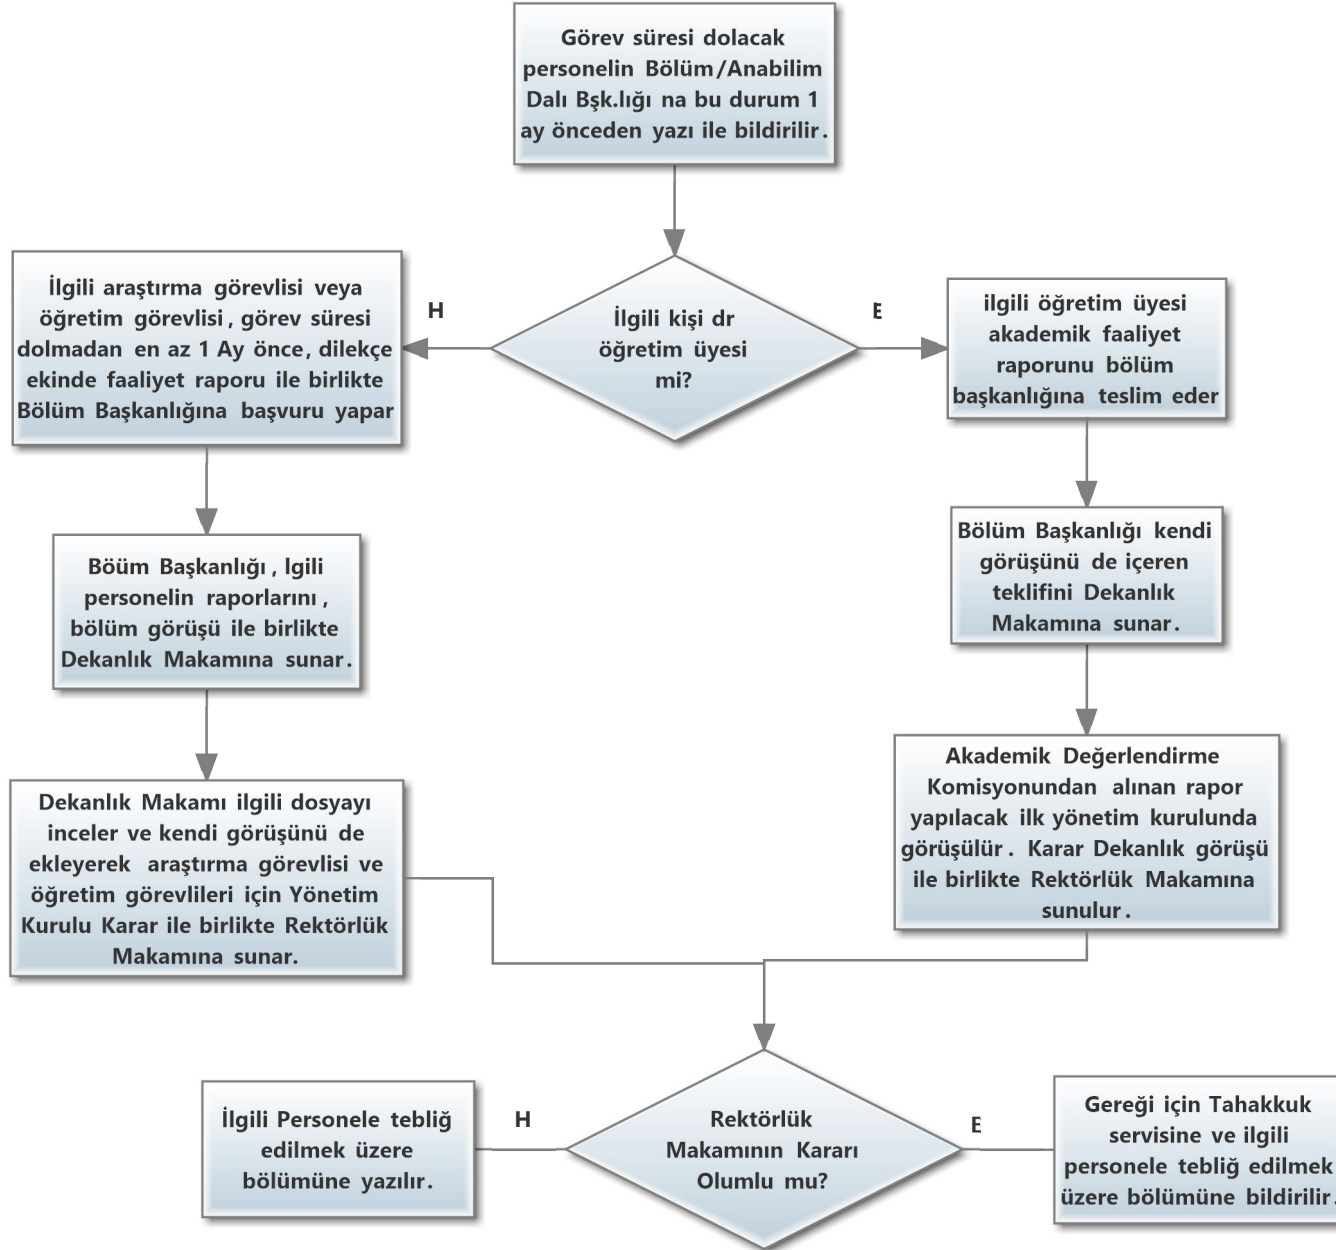 Görev süresi dolacak
personelin Bölüm/Anabilim
Dalı Bşk.lığı na bu durum 1
ay önceden yazı ile bildirilir.
İlgili kişi dr
öğretim üyesi
mi?
H
E
İlgili araştırma görevlisi veya
öğretim görevlisi, görev süresi
dolmadan en az 1 Ay önce, dilekçe
ekinde faaliyet raporu ile birlikte
Bölüm Başkanlığına başvuru yapar
ilgili öğretim üyesi
akademik faaliyet
raporunu bölüm
başkanlığına teslim eder
Böüm Başkanlığı, lgili
personelin raporlarını,
bölüm görüşü ile birlikte
Dekanlık Makamına sunar.
Bölüm Başkanlığı kendi
görüşünü de içeren
teklifini Dekanlık
Makamına sunar.
Dekanlık Makamı ilgili dosyayı
inceler ve kendi görüşünü de
ekleyerek araştırma görevlisi ve
öğretim görevlileri için Yönetim
Kurulu Karar ile birlikte Rektörlük
Makamına sunar.
Akademik Değerlendirme
Komisyonundan alınan rapor
yapılacak ilk yönetim kurulunda
görüşülür. Karar Dekanlık görüşü
ile birlikte Rektörlük Makamına
sunulur.
Rektörlük
Makamının Kararı
Olumlu mu?
H
E
İlgili Personele tebliğ
edilmek üzere
bölümüne yazılır.
Gereği için Tahakkuk
servisine ve ilgili
personele tebliğ edilmek
üzere bölümüne bildirilir.